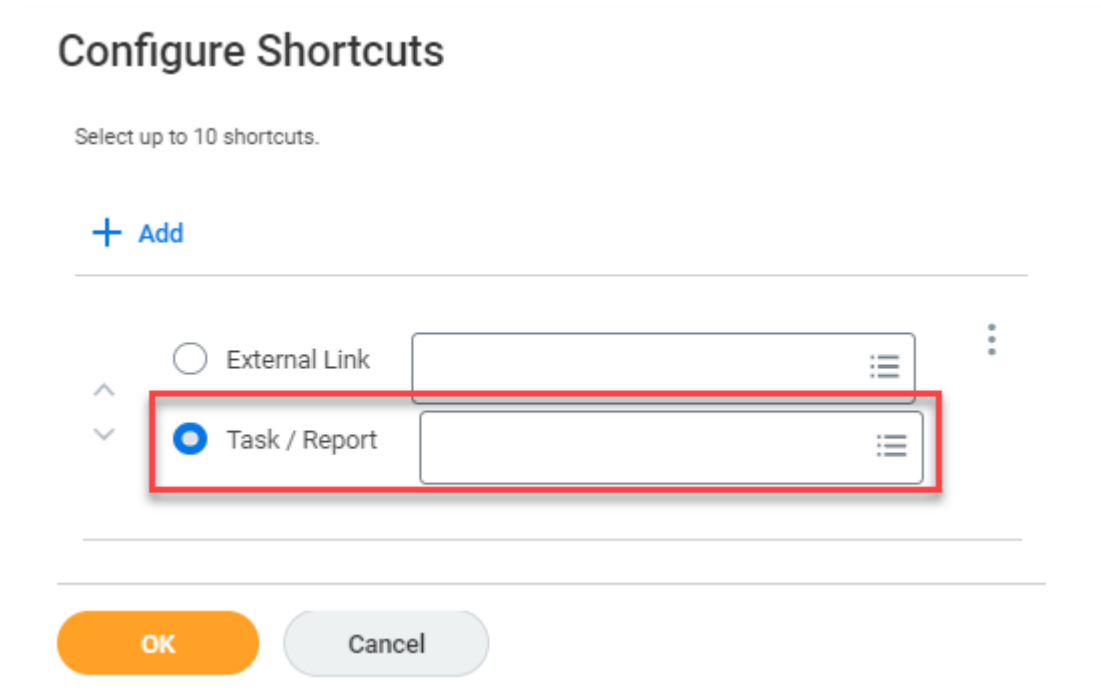 Configure Shortcuts
Select up to 10 shortcuts.
Add
External Link
Task / Report
OK
Cancel